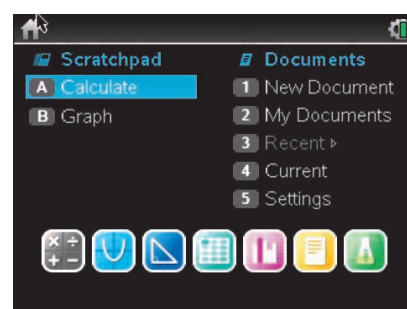 Scratchpad
A Calculate
B Graph
Documents
1 New Document
2 My Documents
3 Recent ▹
4 Current
5 Settings